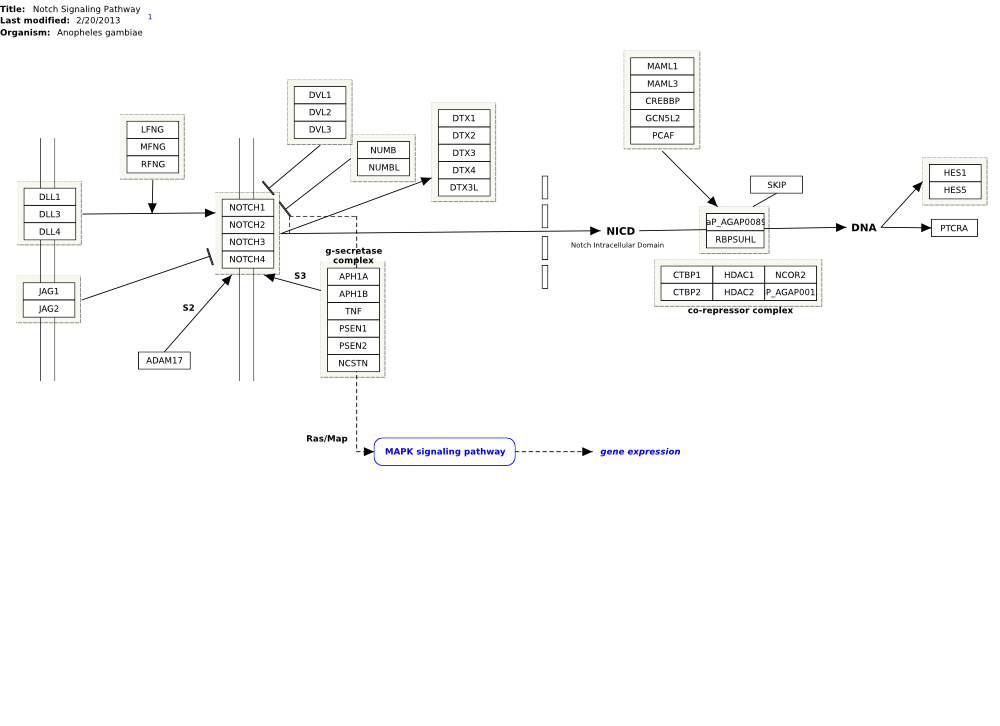 Title: Notch Signaling Pathway 1
Last modified: 2/20/2013
Organism: Anopheles gambiae
MAML1
MAML3
CREBBP
GCN5L2
PCAF
DVL1
DVL2
DVL3
DTX1
DTX2
DTX3
DTX4
DTX3L
LFNG
MFNG
RFNG
NUMB
NUMBL
HES1
HES5
SKIP
DLL1
DLL3
DLL4
NOTCH1
NOTCH2
NOTCH3
NOTCH4
NICD
Notch Intracellular Domain
RBPSUHL
DNA
PTCRA
g-secretase
complex
CTBP1 HDAC1 NCOR2
CTBP2 HDAC2 P_AGAP001
co-repressor complex
JAG1
JAG2
S3
S2
APH1A
APH1B
TNF
PSEN1
PSEN2
NCSTN
ADAM17
Ras/Map
MAPK signaling pathway
gene expression